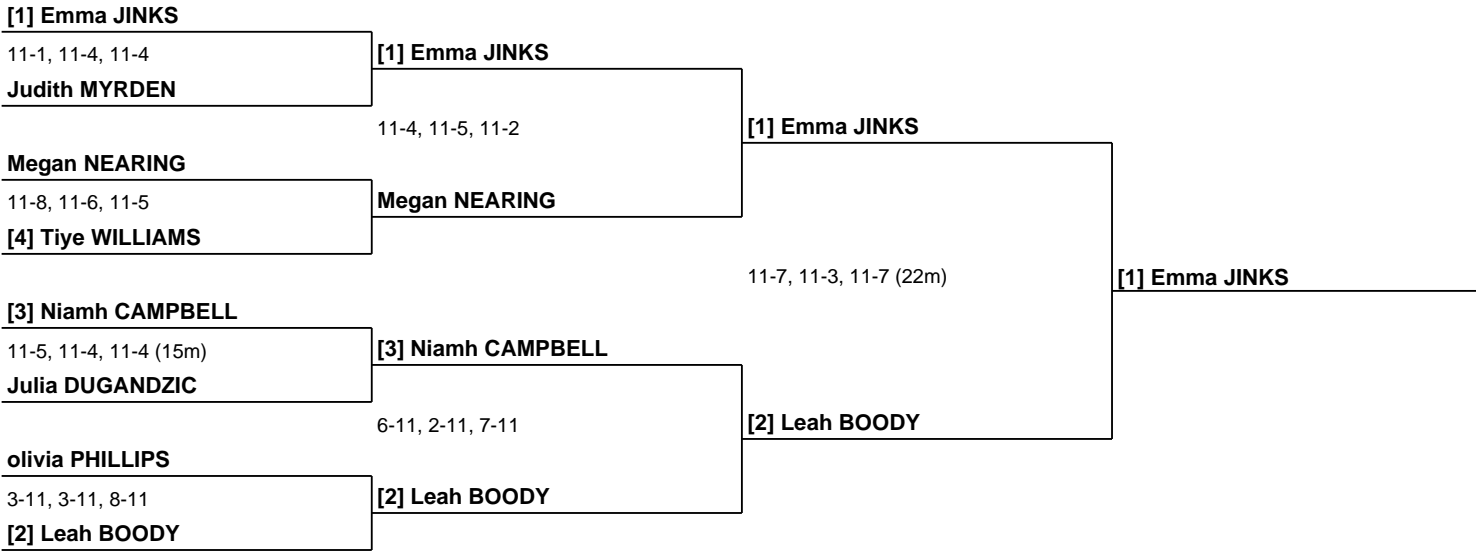 [1] Emma JINKS
11-1, 11-4, 11-4
[1] Emma JINKS
Judith MYRDEN
11-4, 11-5, 11-2
[1] Emma JINKS
Megan NEARING
11-8, 11-6, 11-5
Megan NEARING
[4] Tiye WILLIAMS
11-7, 11-3, 11-7 (22m)
[1] Emma JINKS
[3] Niamh CAMPBELL
11-5, 11-4, 11-4 (15m)
[3] Niamh CAMPBELL
Julia DUGANDZIC
6-11, 2-11, 7-11
[2] Leah BOODY
olivia PHILLIPS
3-11, 3-11, 8-11
[2] Leah BOODY
[2] Leah BOODY